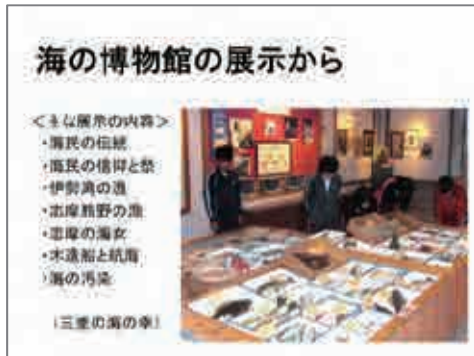 海の博物館の展示から
<主な展示の内容>
・海民の伝統
・海民の信仰と祭
・伊勢湾の漁
・志摩熊野の漁
・志摩の海女
・木造船と航海
・海の汚染
(三重の海の幸)